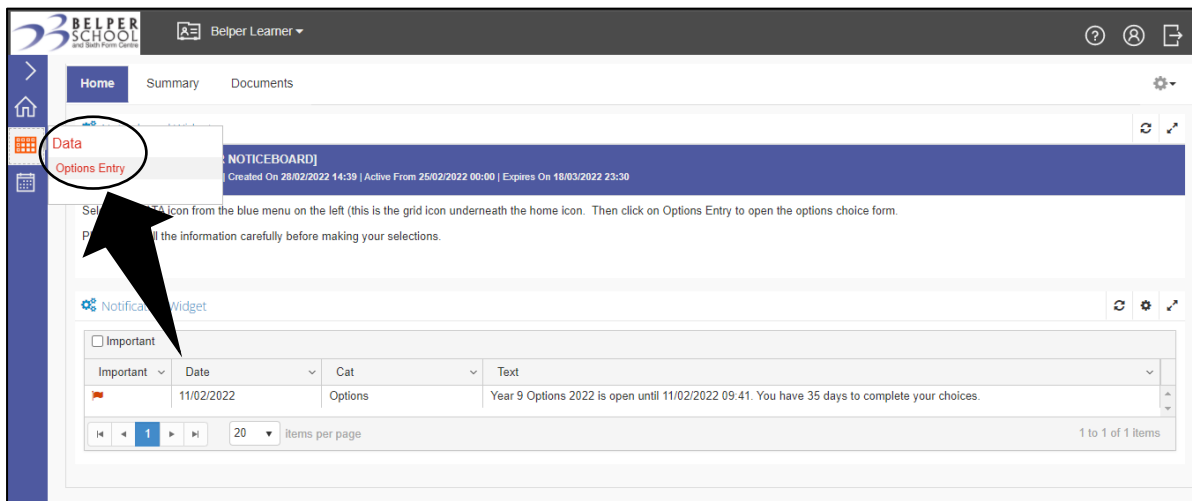 BELPER
SCHOOL
and Sixth Form Centre
Belper Learner
Home Summary Documents
Data
Options Entry
NOTICEBOARD]
| Created On 28/02/2022 14:39 | Active From 25/02/2022 00:00 | Expires On 18/03/2022 23:30
icon from the blue menu on the left (this is the grid icon underneath the home icon. Then click on Options Entry to open the options choice form.
the information carefully before making your selections.
Widget
Important
Important Date Cat Text
11/02/2022 Options Year 9 Options 2022 is open until 11/02/2022 09:41. You have 35 days to complete your choices.
1 20 items per page 1 to 1 of 1 items